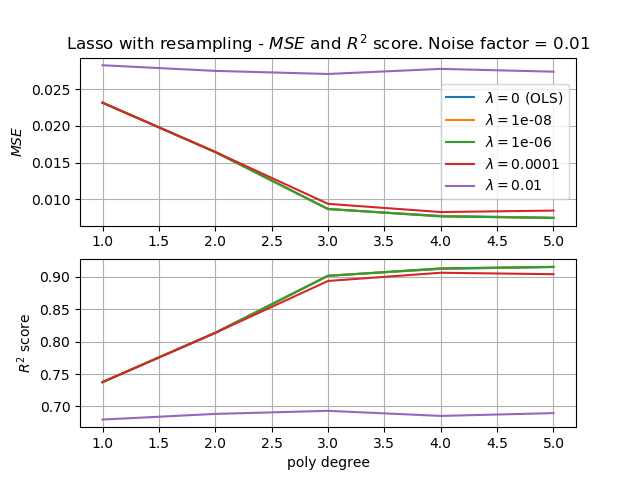 Lasso with resampling - MSE and R² score. Noise factor = 0.01
0.025
0.020
0.015
0.010
MSE
λ = 0 (OLS)
λ = 1e-08
λ = 1e-06
λ = 0.0001
λ = 0.01
1.0 1.5 2.0 2.5 3.0 3.5 4.0 4.5 5.0
0.90
0.85
0.80
0.75
0.70
R² score
1.0 1.5 2.0 2.5 3.0 3.5 4.0 4.5 5.0
poly degree